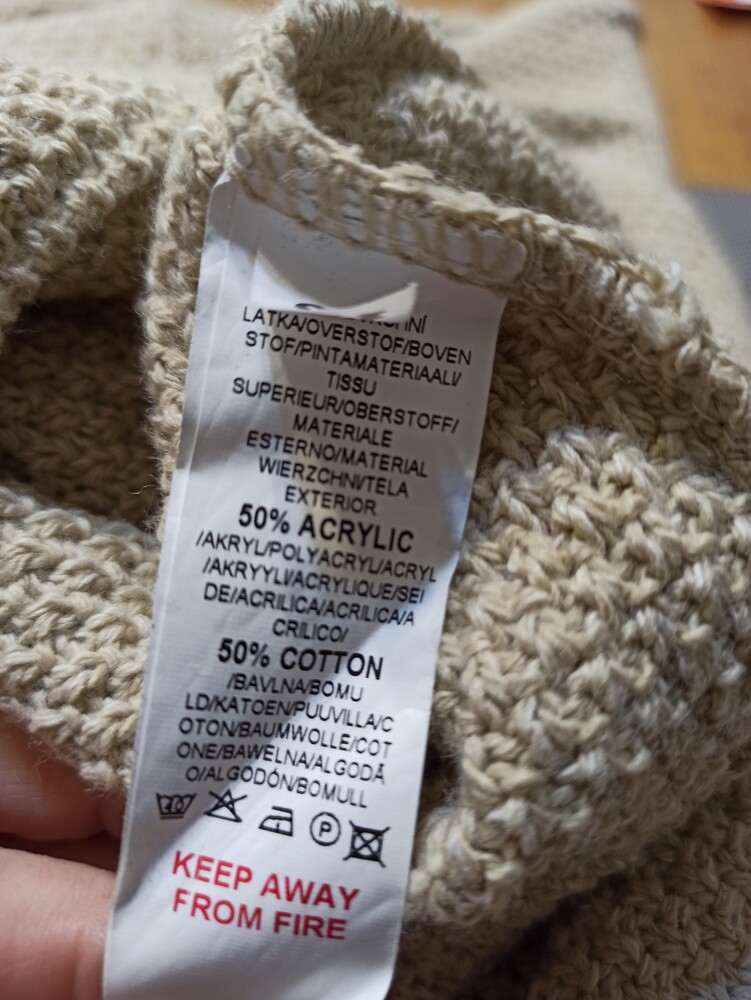 LATKA/OVERSTOF/BOVEN
STOF/PINTAMATERIAALI/
TISSU
SUPERIEUR/OBERSTOFF/
MATERIALE
ESTERNO/MATERIAL
WIERZCHNI/TELA
EXTERIOR
50% ACRYLIC
/AKRYL/POLYACRYL/ACRYL
/AKRYYLI/ACRYLIQUE/SEI
DE/ACRILICA/ACRILICA/A
CRILICO/
50% COTTON
/BAVLNA/BOMU
LD/KATOEN/PUUVILLA/C
OTON/BAUMWOLLE/COT
ONE/BAWELNA/ALGODÃ
O/ALGODÓN/BOMULL
40 P
KEEP AWAY
FROM FIRE